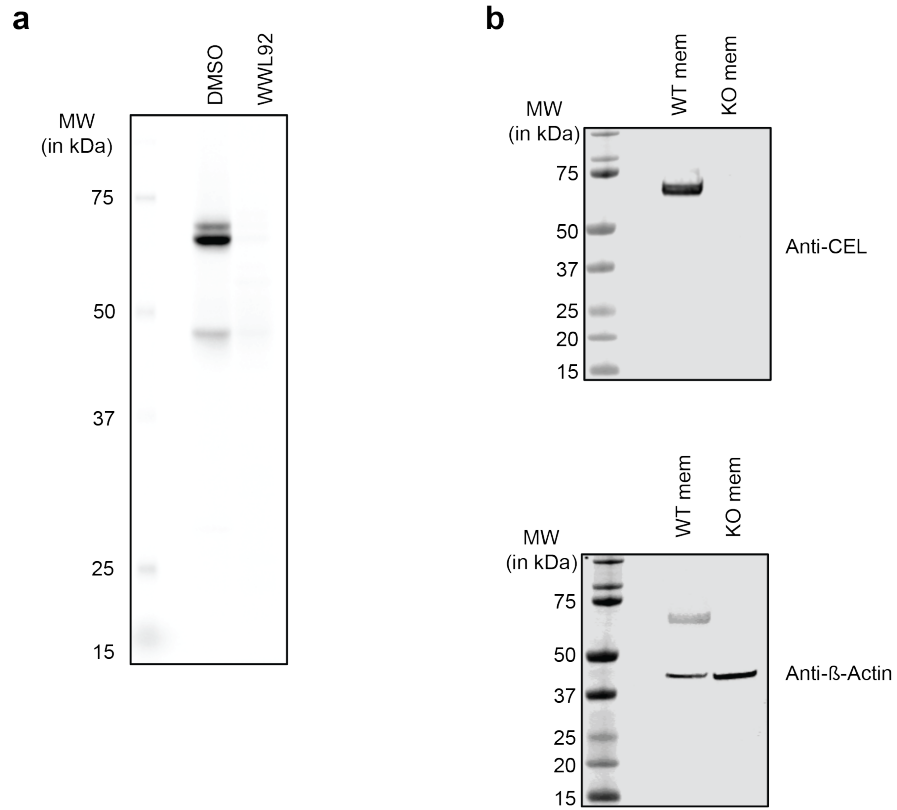 a
DMSO
WWL92
MW
(in kDa)
75
50
37
25
15
b
WT mem
KO mem
MW
(in kDa)
75
50
37
25
20
15
Anti-CEL
WT mem
KO mem
MW
(in kDa)
75
50
37
25
20
15
Anti-ß-Actin